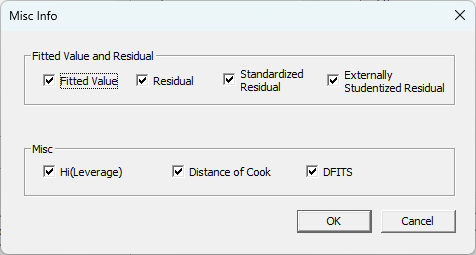 Misc Info
Fitted Value and Residual
Fitted Value
Residual
Standardized
Residual
Externally
Studentized Residual
Misc
Hi(Leverage)
Distance of Cook
DFITS
OK
Cancel